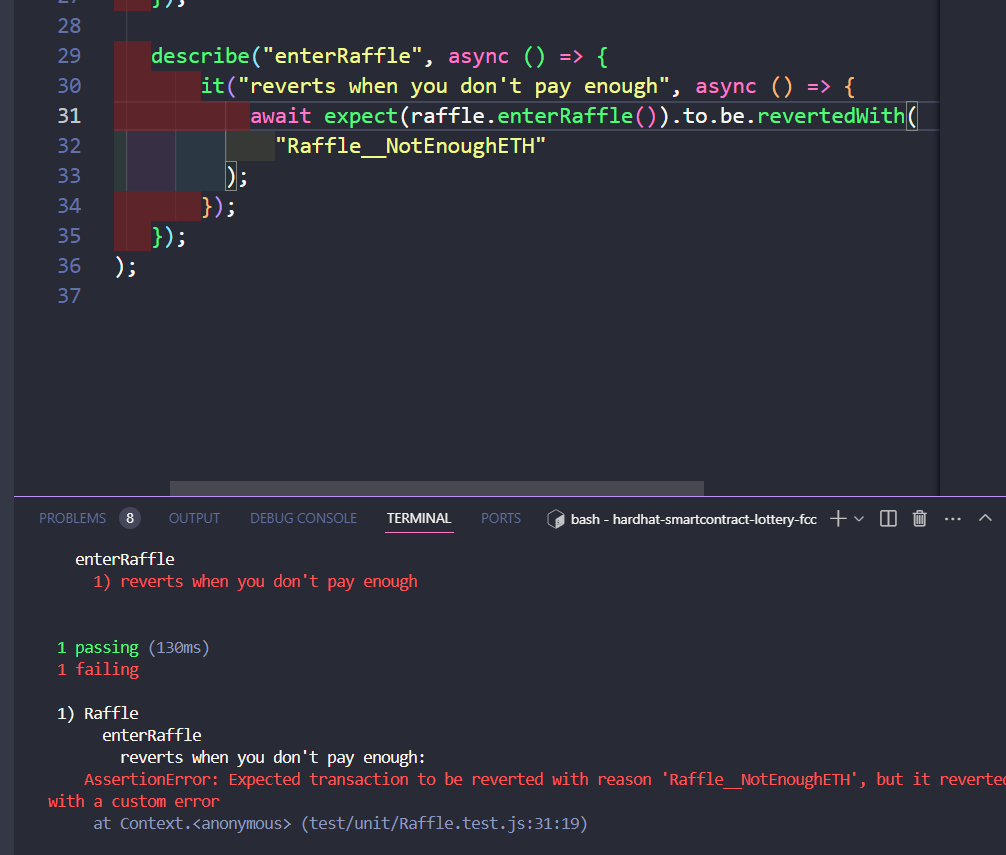 27 });
28
29 describe("enterRaffle", async () => {
30 it("reverts when you don't pay enough", async () => {
31 await expect(raffle.enterRaffle()).to.be.revertedWith(
32 "Raffle__NotEnoughETH"
33 );
34 });
35 });
36 );
37
PROBLEMS 8 OUTPUT DEBUG CONSOLE TERMINAL PORTS bash - hardhat-smartcontract-lottery-fcc
enterRaffle
1) reverts when you don't pay enough
1 passing (130ms)
1 failing
1) Raffle
enterRaffle
reverts when you don't pay enough:
AssertionError: Expected transaction to be reverted with reason 'Raffle__NotEnoughETH', but it reverted
with a custom error
at Context.<anonymous> (test/unit/Raffle.test.js:31:19)